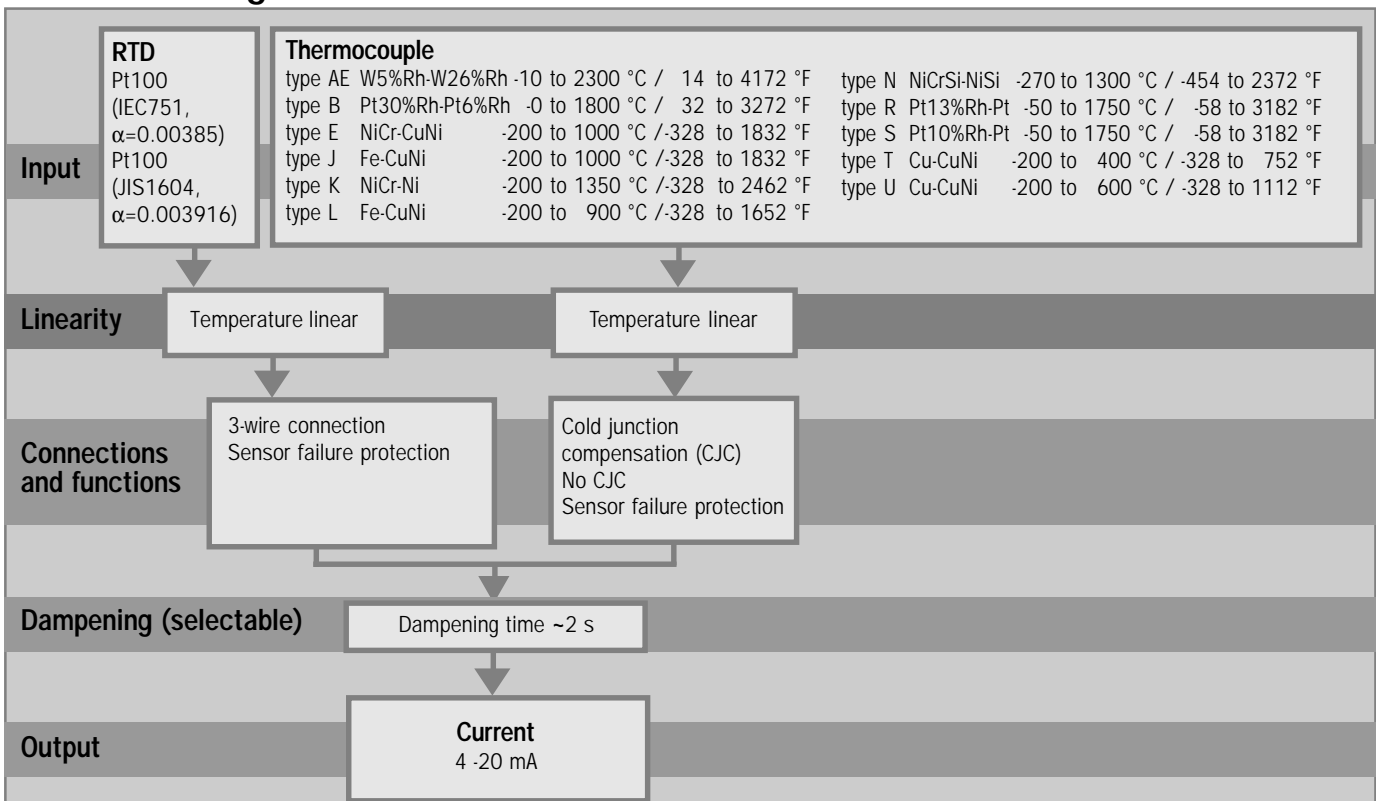 RTD
Pt100
(IEC751,
α=0.00385)
Pt100
(JIS1604,
α=0.003916)
Thermocouple
type AE W5%Rh-W26%Rh -10 to 2300 °C / 14 to 4172 °F
type B Pt30%Rh-Pt6%Rh -0 to 1800 °C / 32 to 3272 °F
type E NiCr-CuNi -200 to 1000 °C /-328 to 1832 °F
type J Fe-CuNi -200 to 1000 °C /-328 to 1832 °F
type K NiCr-Ni -200 to 1350 °C /-328 to 2462 °F
type L Fe-CuNi -200 to 900 °C /-328 to 1652 °F
type N NiCrSi-NiSi -270 to 1300 °C / -454 to 2372 °F
type R Pt13%Rh-Pt -50 to 1750 °C / -58 to 3182 °F
type S Pt10%Rh-Pt -50 to 1750 °C / -58 to 3182 °F
type T Cu-CuNi -200 to 400 °C / -328 to 752 °F
type U Cu-CuNi -200 to 600 °C / -328 to 1112 °F
Input
Linearity
Temperature linear
Temperature linear
Connections
and functions
3-wire connection
Sensor failure protection
Cold junction
compensation (CJC)
No CJC
Sensor failure protection
Dampening (selectable)
Dampening time ~2 s
Output
Current
4 -20 mA